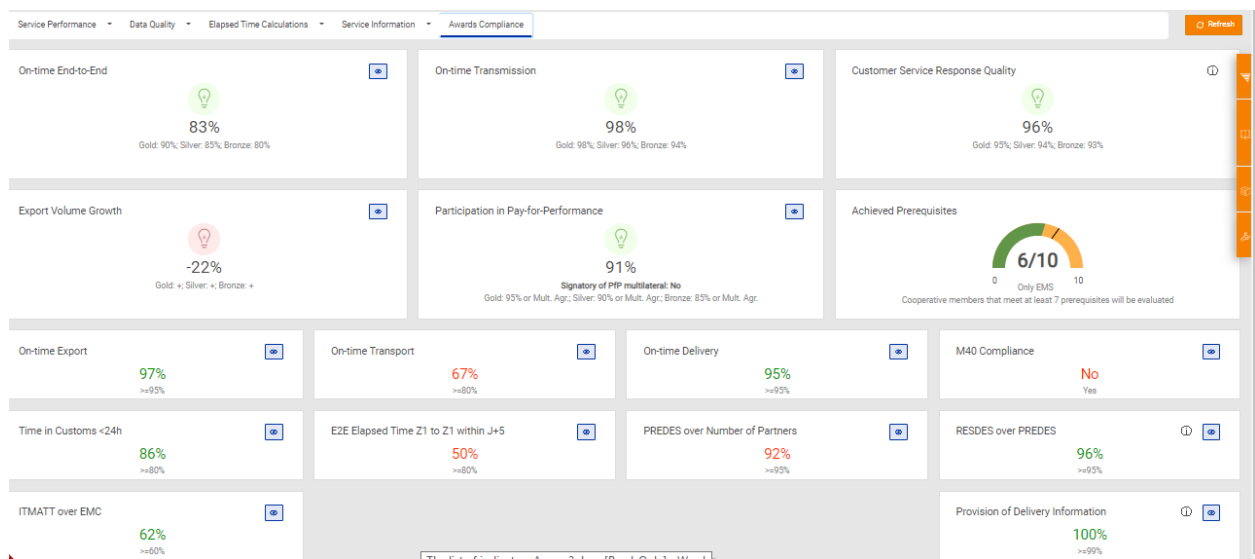 Service Performance
Data Quality
Elapsed Time Calculations
Service Information
Awards Compliance
Refresh
On-time End-to-End
83%
Gold: 90%; Silver: 85%; Bronze: 80%
On-time Transmission
98%
Gold: 98%; Silver: 96%; Bronze: 94%
Customer Service Response Quality
96%
Gold: 95%; Silver: 94%; Bronze: 93%
Export Volume Growth
-22%
Gold: +; Silver: +; Bronze: +
Participation in Pay-for-Performance
91%
Signatory of PfP multilateral: No
Gold: 95% or Mult. Agr.; Silver: 90% or Mult. Agr.; Bronze: 85% or Mult. Agr.
Achieved Prerequisites
6/10
0
10
Only EMS
Cooperative members that meet at least 7 prerequisites will be evaluated
On-time Export
97%
>=95%
On-time Transport
67%
>=80%
On-time Delivery
95%
>=95%
M40 Compliance
No
Yes
Time in Customs <24h
86%
>=80%
E2E Elapsed Time Z1 to Z1 within J+5
50%
>=80%
PREDES over Number of Partners
92%
>=95%
RESDES over PREDES
96%
>=95%
ITMATT over EMC
62%
>=60%
Provision of Delivery Information
100%
>=99%